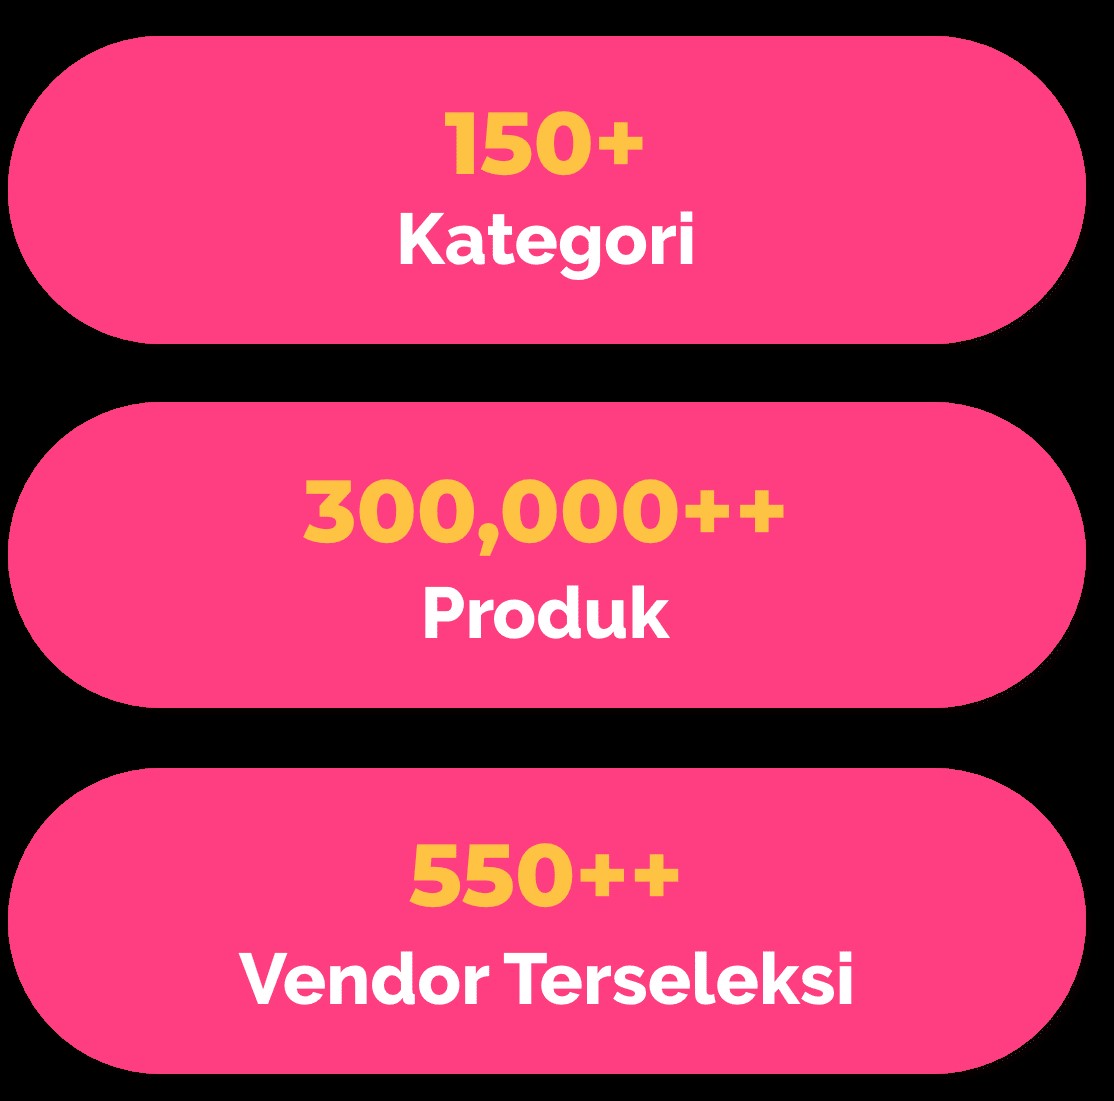 150+
Kategori
300,000++
Produk
550++
Vendor Terseleksi